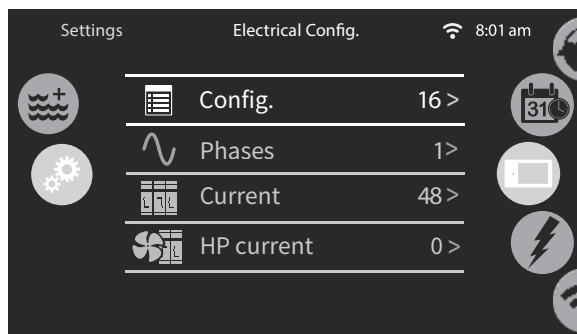 Settings Electrical Config. 8:01 am
Config. 16 >
31
Phases 1>
Current 48 >
HP current 0 >